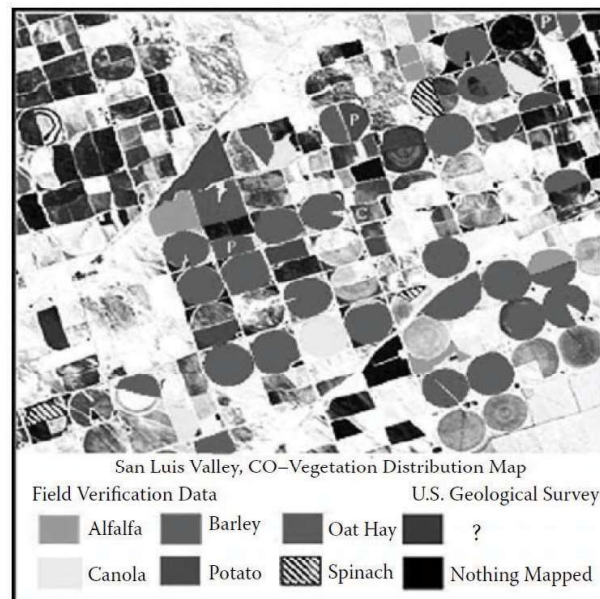 P
P
C
P
San Luis Valley, CO–Vegetation Distribution Map
Field Verification Data U.S. Geological Survey
Alfalfa Barley Oat Hay ?
Canola Potato Spinach Nothing Mapped